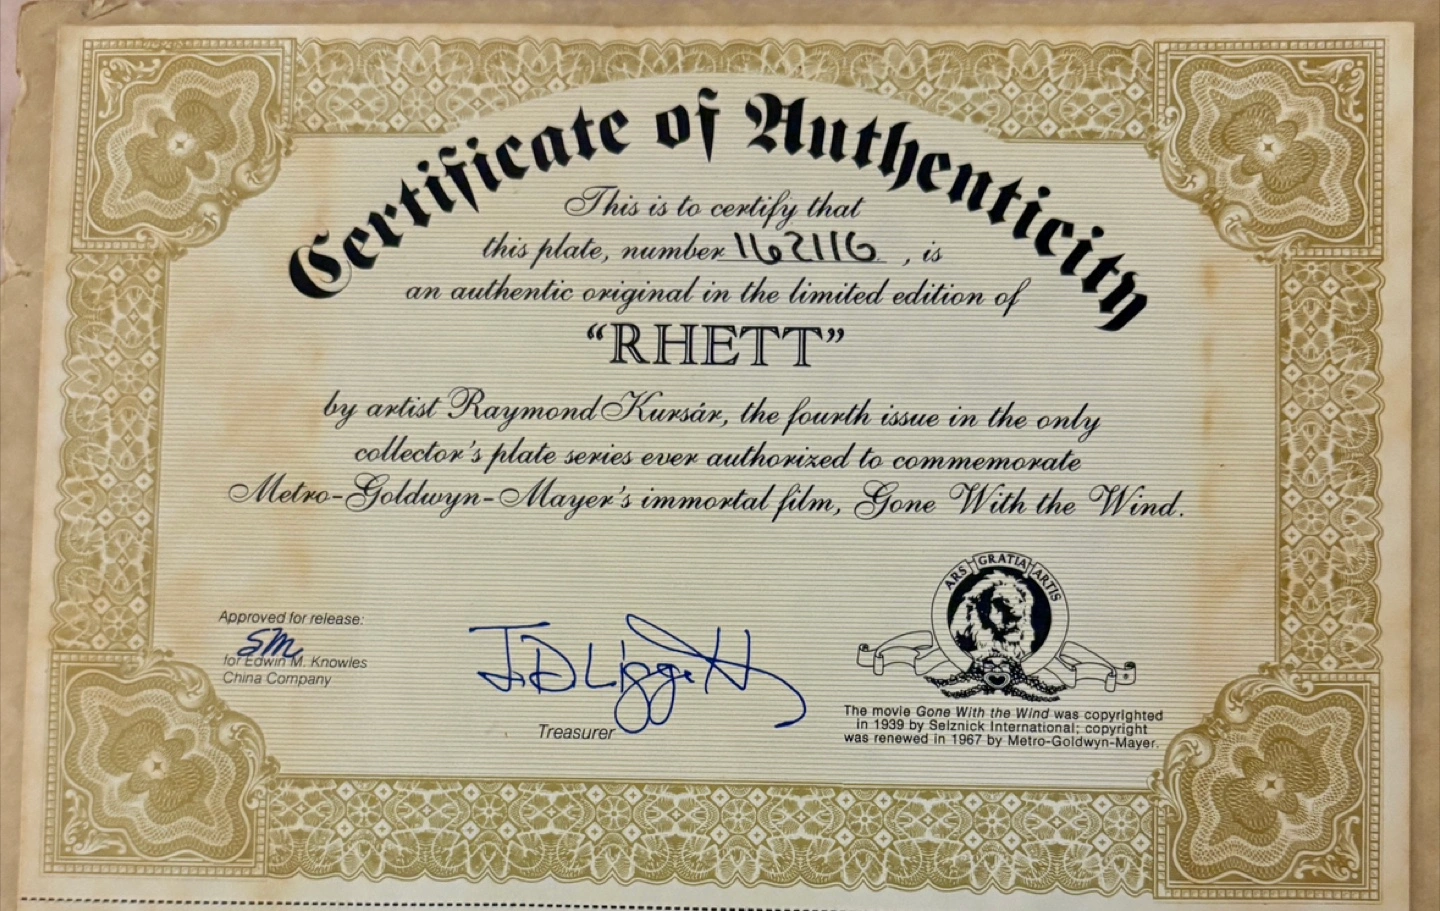 Certificate of Authenticity
This is to certify that
this plate, number 1162116, is
an authentic original in the limited edition of
“RHETT”
by artist Raymond Kursár, the fourth issue in the only
collector's plate series ever authorized to commemorate
Metro-Goldwyn-Mayer's immortal film, Gone With the Wind.
Approved for release:
SM
for Edwin M. Knowles
China Company
J D Liggett
Treasurer
ARS GRATIA ARTIS
The movie Gone With the Wind was copyrighted
in 1939 by Selznick International; copyright
was renewed in 1967 by Metro-Goldwyn-Mayer.